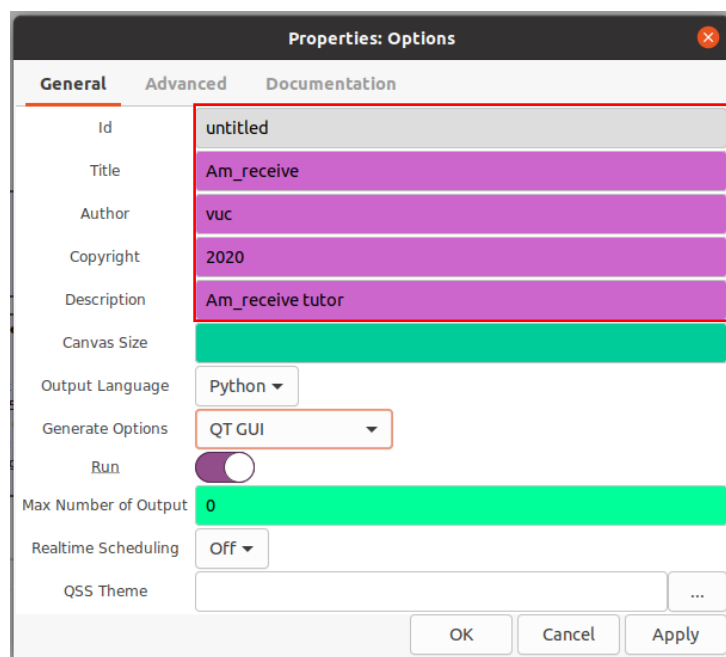 Properties: Options
General Advanced Documentation
Id untitled
Title Am_receive
Author vuc
Copyright 2020
Description Am_receive tutor
Canvas Size
Output Language Python
Generate Options QT GUI
Run
Max Number of Output 0
Realtime Scheduling Off
QSS Theme ...
OK Cancel Apply